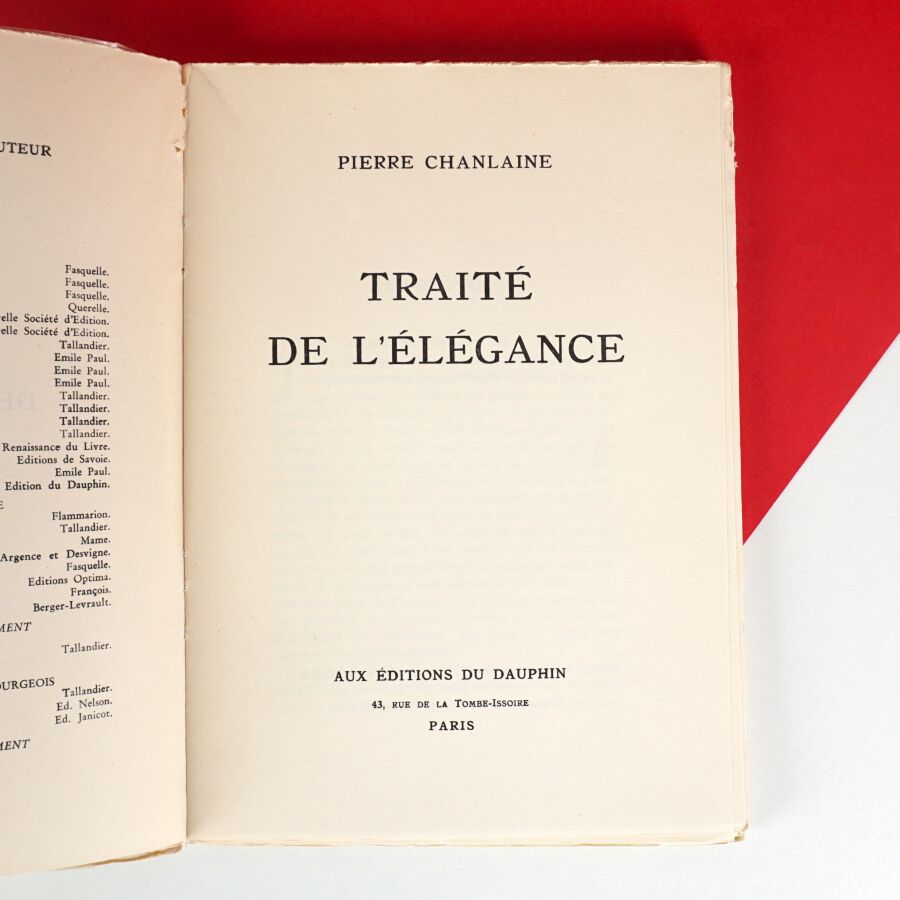 UTEUR
Fasquelle.
Fasquelle.
Fasquelle.
Querelle.
elle Société d'Edition.
elle Société d'Edition.
Tallandier.
Emile Paul.
Emile Paul.
Emile Paul.
Tallandier.
Tallandier.
Tallandier.
Tallandier.
Renaissance du Livre.
Editions de Savoie.
Emile Paul.
Edition du Dauphin.
E
Flammarion.
Tallandier.
Mame.
Argence et Desvigne.
Fasquelle.
Editions Optima.
François.
Berger-Levrault.
MENT
Tallandier.
OURGEOIS
Tallandier.
Ed. Nelson.
Ed. Janicot.
MENT
PIERRE CHANLAINE
TRAITÉ
DE L'ÉLÉGANCE
AUX ÉDITIONS DU DAUPHIN
43, RUE DE LA TOMBE-ISSOIRE
PARIS